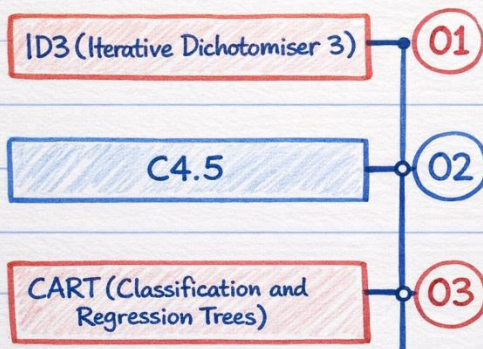 ID3 (Iterative Dichotomiser 3)
01
C4.5
02
CART (Classification and
Regression Trees)
03